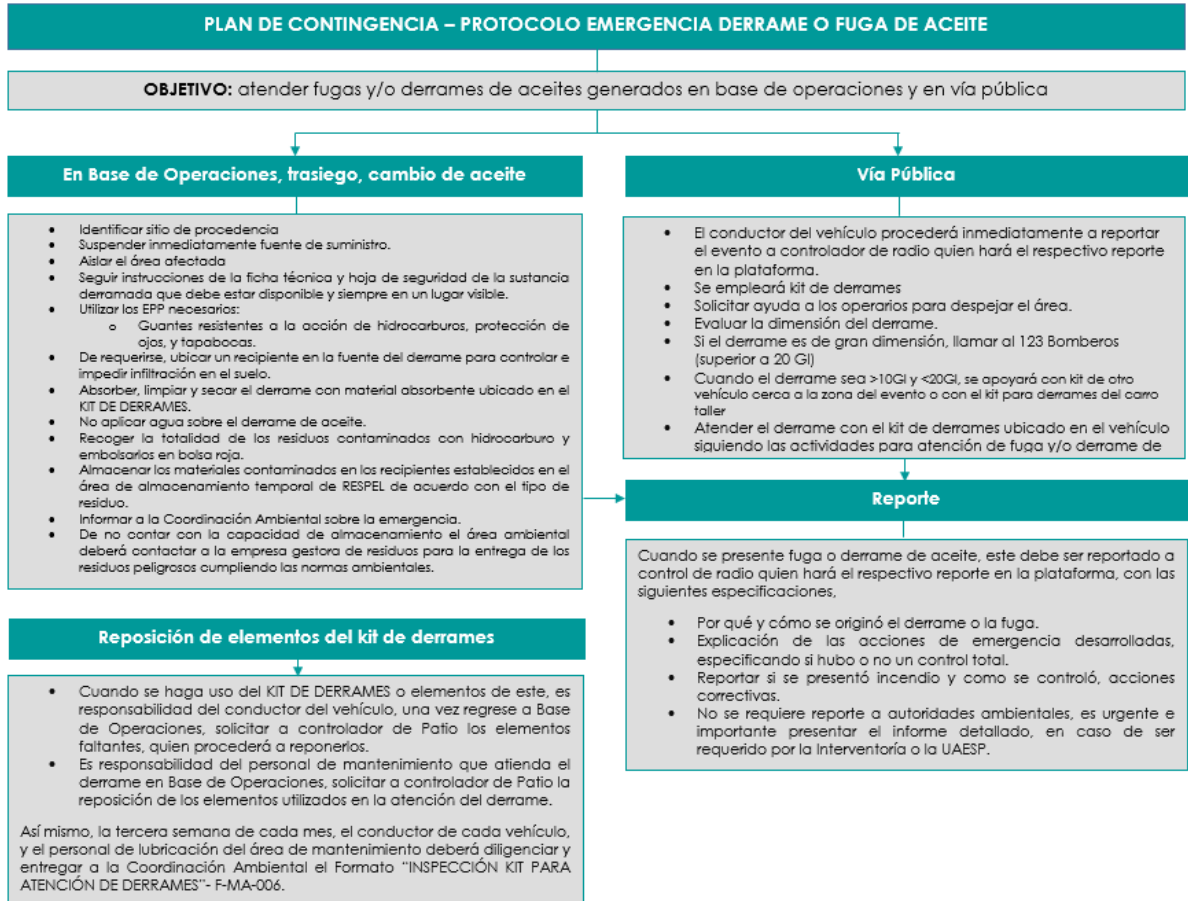 PLAN DE CONTINGENCIA – PROTOCOLO EMERGENCIA DERRAME O FUGA DE ACEITE
OBJETIVO: atender fugas y/o derrames de aceites generados en base de operaciones y en vía pública
En Base de Operaciones, trasiego, cambio de aceite
• Identificar sitio de procedencia
• Suspender inmediatamente fuente de suministro.
• Aislar el área afectada
• Seguir instrucciones de la ficha técnica y hoja de seguridad de la sustancia
derramada que debe estar disponible y siempre en un lugar visible.
• Utilizar los EPP necesarios:
o Guantes resistentes a la acción de hidrocarburos, protección de
ojos, y tapabocas.
• De requerirse, ubicar un recipiente en la fuente del derrame para controlar e
impedir infiltración en el suelo.
• Absorber, limpiar y secar el derrame con material absorbente ubicado en el
KIT DE DERRAMES.
• No aplicar agua sobre el derrame de aceite.
• Recoger la totalidad de los residuos contaminados con hidrocarburo y
embolsarlos en bolsa roja.
• Almacenar los materiales contaminados en los recipientes establecidos en el
área de almacenamiento temporal de RESPEL de acuerdo con el tipo de
residuo.
• Informar a la Coordinación Ambiental sobre la emergencia.
• De no contar con la capacidad de almacenamiento el área ambiental
deberá contactar a la empresa gestora de residuos para la entrega de los
residuos peligrosos cumpliendo las normas ambientales.
Vía Pública
• El conductor del vehículo procederá inmediatamente a reportar
el evento a controlador de radio quien hará el respectivo reporte
en la plataforma.
• Se empleará kit de derrames
• Solicitar ayuda a los operarios para despejar el área.
• Evaluar la dimensión del derrame.
• Si el derrame es de gran dimensión, llamar al 123 Bomberos
(superior a 20 Gl)
• Cuando el derrame sea >10Gl y <20Gl, se apoyará con kit de otro
vehículo cerca a la zona del evento o con el kit para derrames del carro
taller
• Atender el derrame con el kit de derrames ubicado en el vehículo
siguiendo las actividades para atención de fuga y/o derrame de
Reporte
Cuando se presente fuga o derrame de aceite, este debe ser reportado a
control de radio quien hará el respectivo reporte en la plataforma, con las
siguientes especificaciones,
• Por qué y cómo se originó el derrame o la fuga.
• Explicación de las acciones de emergencia desarrolladas,
especificando si hubo o no un control total.
• Reportar si se presentó incendio y como se controló, acciones
correctivas.
• No se requiere reporte a autoridades ambientales, es urgente e
importante presentar el informe detallado, en caso de ser
requerido por la Interventoría o la UAESP.
Reposición de elementos del kit de derrames
• Cuando se haga uso del KIT DE DERRAMES o elementos de este, es
responsabilidad del conductor del vehículo, una vez regrese a Base
de Operaciones, solicitar a controlador de Patio los elementos
faltantes, quien procederá a reponerlos.
• Es responsabilidad del personal de mantenimiento que atienda el
derrame en Base de Operaciones, solicitar a controlador de Patio la
reposición de los elementos utilizados en la atención del derrame.
Así mismo, la tercera semana de cada mes, el conductor de cada vehículo,
y el personal de lubricación del área de mantenimiento deberá diligenciar y
entregar a la Coordinación Ambiental el Formato “INSPECCIÓN KIT PARA
ATENCIÓN DE DERRAMES”- F-MA-006.